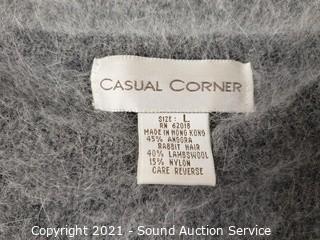 CASUAL CORNER
SIZE: L
RN 62018
MADE IN HONG KONG
45% ANGORA
RABBIT HAIR
40% LAMBSWOOL
15% NYLON
CARE REVERSE
Copyright 2021 - Sound Auction Service